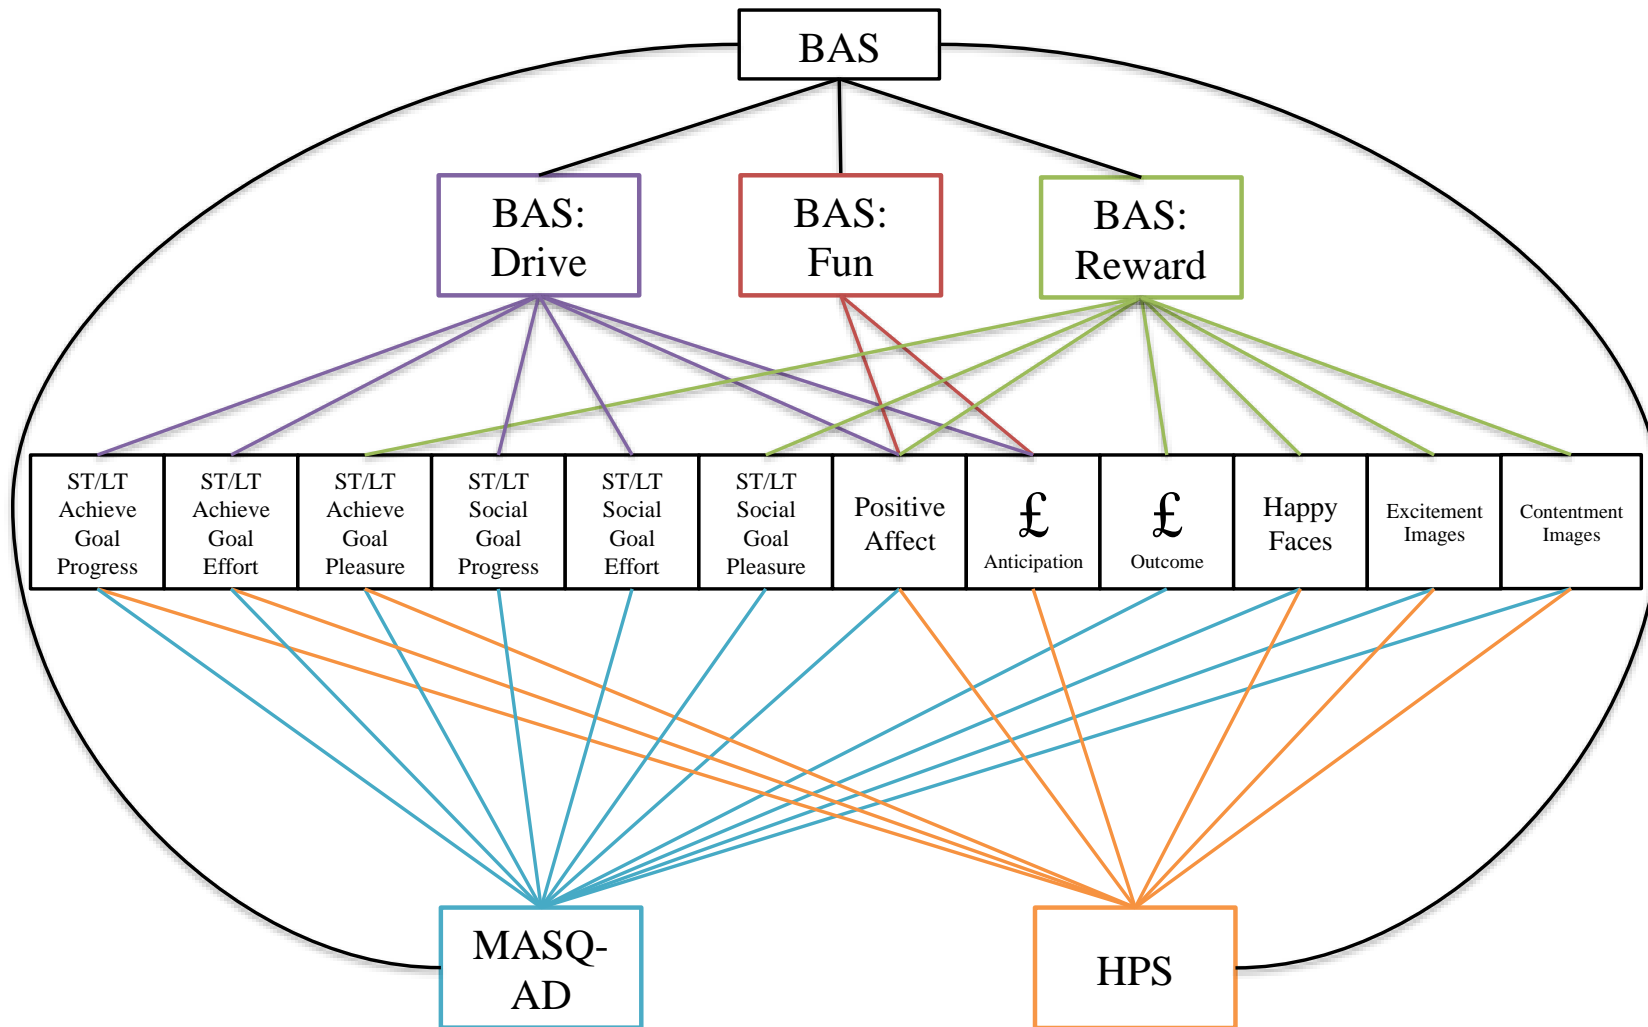 BAS
BAS:
Drive
BAS:
Fun
BAS:
Reward
ST/LT
Achieve
Goal
Progress
ST/LT
Achieve
Goal
Effort
ST/LT
Achieve
Goal
Pleasure
ST/LT
Social
Goal
Progress
ST/LT
Social
Goal
Effort
ST/LT
Social
Goal
Pleasure
Positive
Affect
£
Anticipation
£
Outcome
Happy
Faces
Excitement
Images
Contentment
Images
MASQ-
AD
HPS